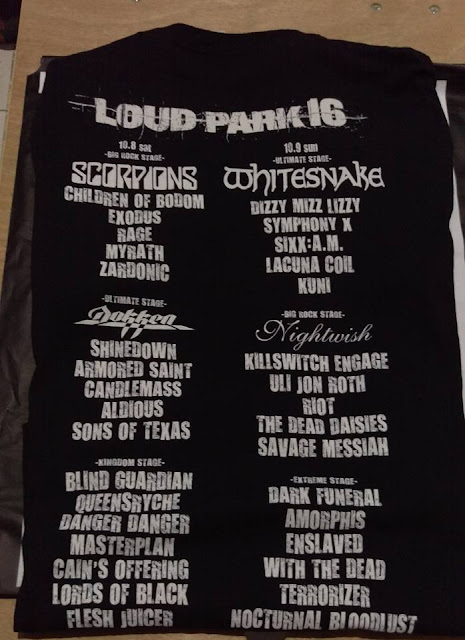 LOUD PARK 16
10.8 sat
-BIG ROCK STAGE-
SCORPIONS
CHILDREN OF BODOM
EXODUS
RAGE
MYRATH
ZARDONIC
-ULTIMATE STAGE-
Dokken
SHINEDOWN
ARMORED SAINT
CANDLEMASS
ALDIOUS
SONS OF TEXAS
-KINGDOM STAGE-
BLIND GUARDIAN
QUEENSRYCHE
DANGER DANGER
MASTERPLAN
CAIN'S OFFERING
LORDS OF BLACK
FLESH JUICER
10.9 sun
-ULTIMATE STAGE-
WHITESNAKE
DIZZY MIZZ LIZZY
SYMPHONY X
SIXX:A.M.
LACUNA COIL
KUNI
-BIG ROCK STAGE-
Nightwish
KILLSWITCH ENGAGE
ULI JON ROTH
RIOT
THE DEAD DAISIES
SAVAGE MESSIAH
-EXTREME STAGE-
DARK FUNERAL
AMORPHIS
ENSLAVED
WITH THE DEAD
TERRORIZER
NOCTURNAL BLOODLUST